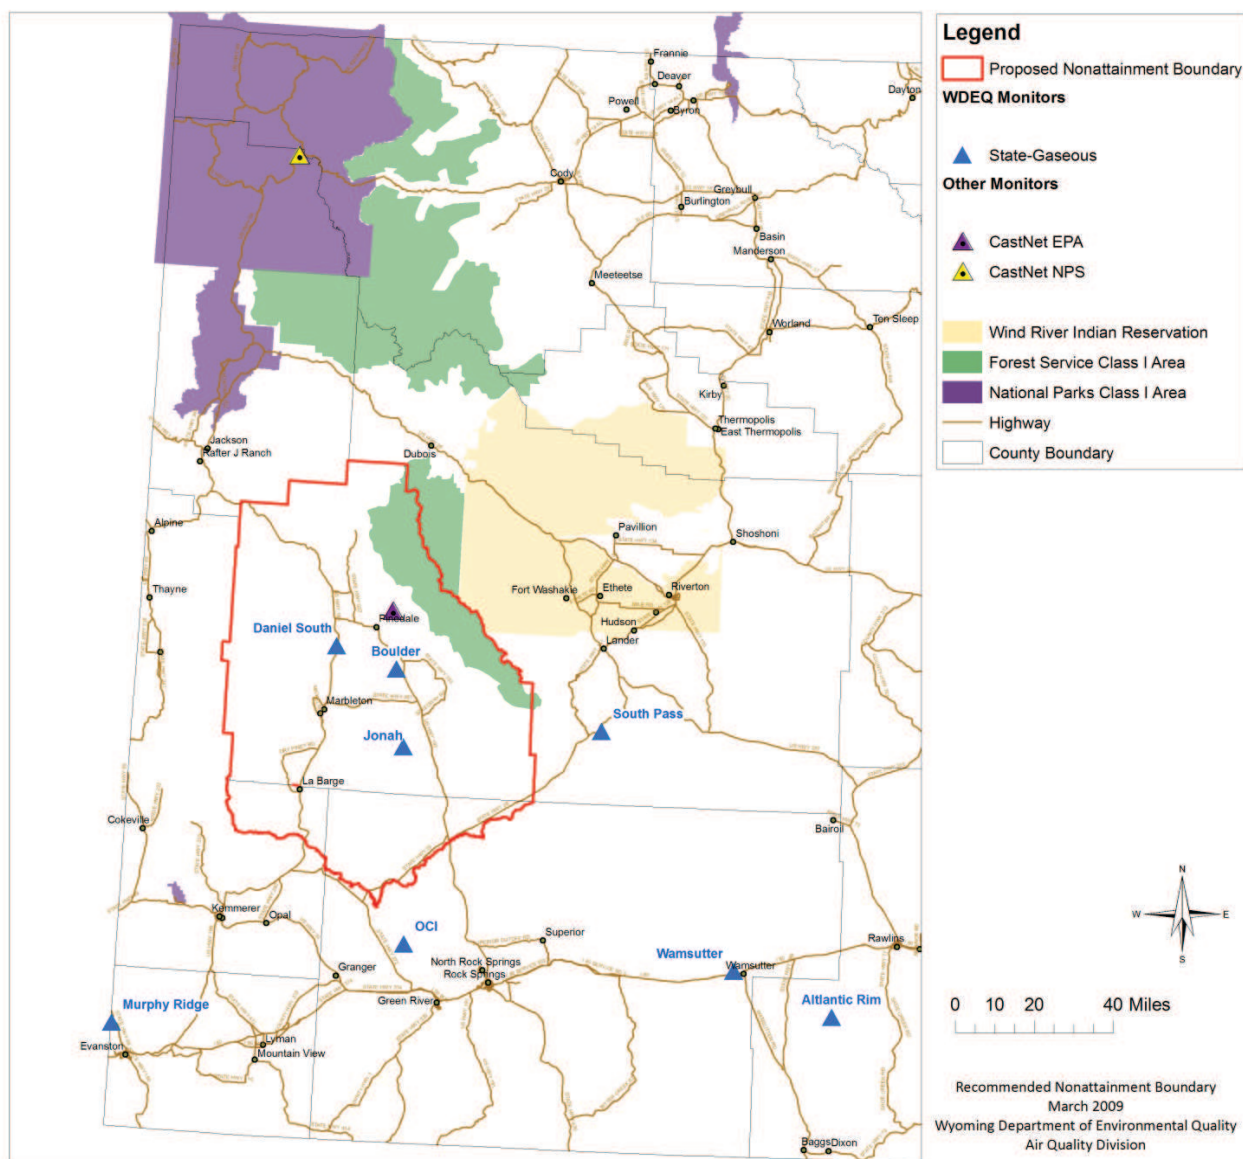 Legend
Proposed Nonattainment Boundary
WDEQ Monitors
State-Gaseous
Other Monitors
CastNet EPA
CastNet NPS
Wind River Indian Reservation
Forest Service Class I Area
National Parks Class I Area
Highway
County Boundary
Frannie
Deaver
Dayton
Powell
Byron
Cody
Greybull
Burlington
Basin
Manderson
Meeteetse
Ten Sleep
Worland
Kirby
Thermopolis
East Thermopolis
Jackson
Rafter J Ranch
Dubois
Alpine
Pavillion
Shoshoni
Thayne
Fort Washakie
Ethete
Riverton
Pinedale
Hudson
Daniel South
Lander
Boulder
Marbleton
South Pass
Jonah
La Barge
Cokeville
Bairoil
Kemmerer
Opal
OCI
Superior
Rawlins
North Rock Springs
Rock Springs
Wamsutter
Wamsutter
Granger
Green River
Murphy Ridge
Altlantic Rim
Lyman
Evanston
Mountain View
Baggs
Dixon
N
W
E
S
0 10 20 40 Miles
Recommended Nonattainment Boundary
March 2009
Wyoming Department of Environmental Quality
Air Quality Division